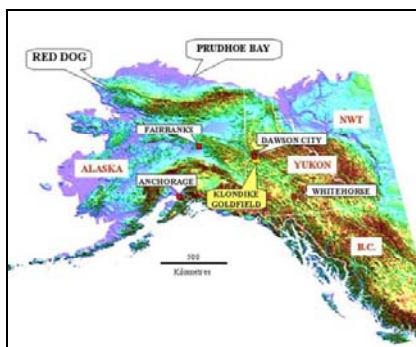 PRUDHOE BAY
RED DOG
NWT
FAIRBANKS
DAWSON CITY
ALASKA
YUKON
ANCHORAGE
WHITEHORSE
KLONDIKE
GOLDFIELD
B.C.
500
Kilometres